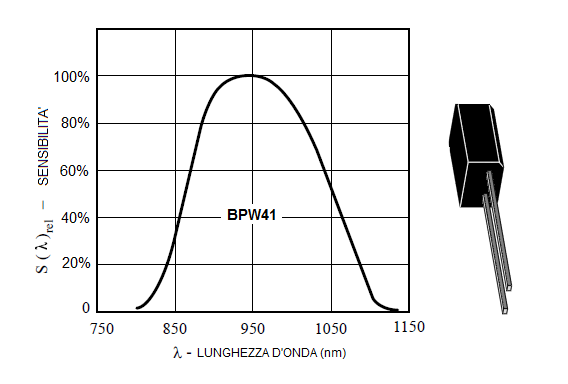 100%
80%
60%
40%
20%
0
S (λ)rel – SENSIBILITA'
BPW41
750 850 950 1050 1150
λ - LUNGHEZZA D'ONDA (nm)